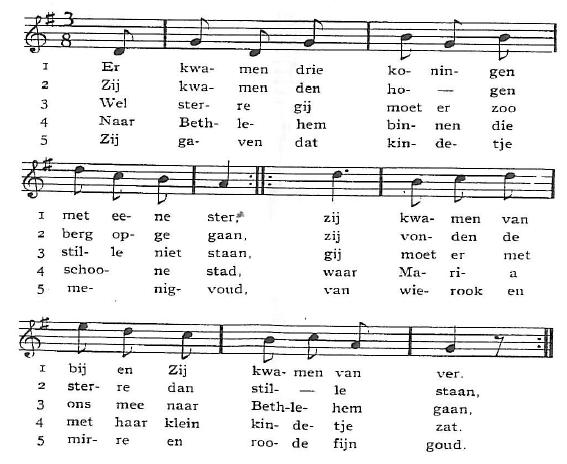 3
8
1 Er kwa- men drie ko- nin- gen
2 Zij kwa- men den ho- — gen
3 Wel ster- re gij moet er zoo
4 Naar Beth- le- hem bin- nen die
5 Zij ga- ven dat kin- de- tje
1 met ee- ne ster, zij kwa- men van
2 berg op- ge gaan, zij von- den de
3 stil- le niet staan, gij moet er met
4 schoo- ne stad, waar Ma- ri- a
5 me- nig- voud, van wie- rook en
1 bij en Zij kwa- men van ver.
2 ster- re dan stil- — le staan,
3 ons mee naar Beth-le- hem gaan,
4 met haar klein kin- de- tje zat.
5 mir- re en roo- de fijn goud.